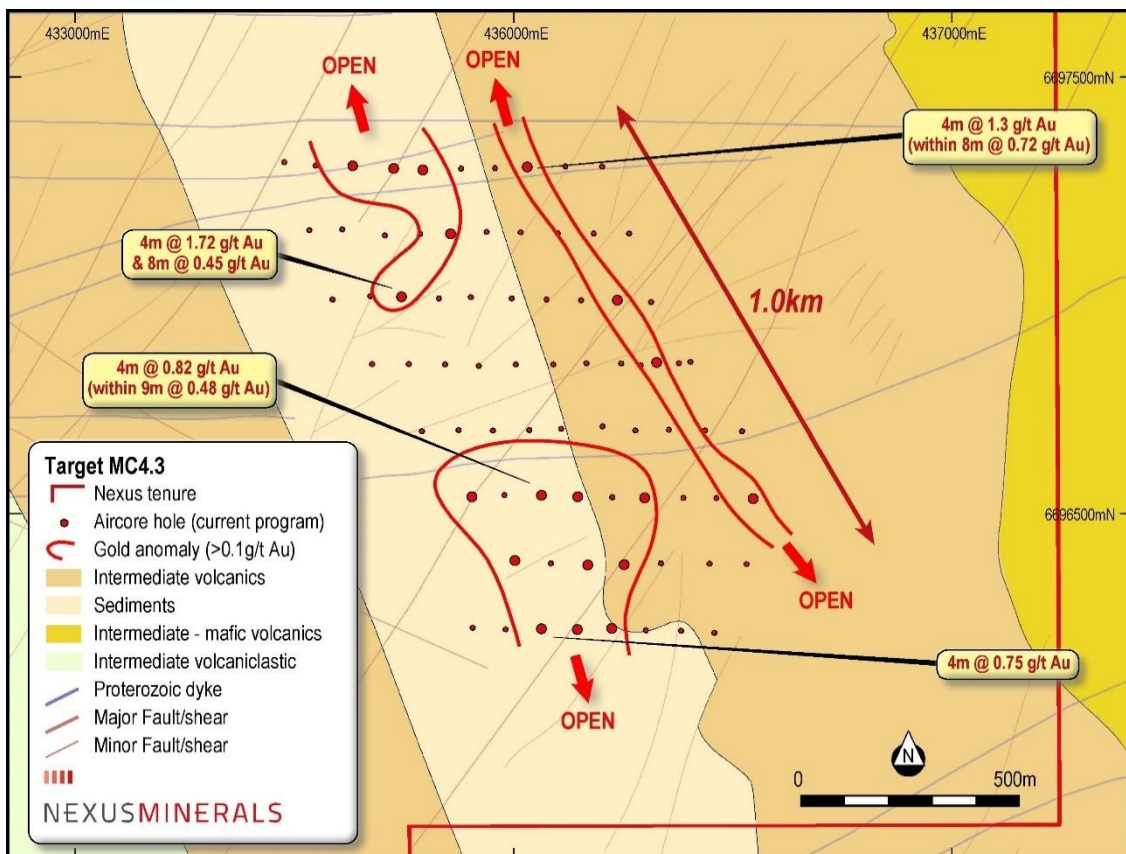 433000mE
436000mE
437000mE
OPEN
OPEN
6697500mN
4m @ 1.3 g/t Au
(within 8m @ 0.72 g/t Au)
4m @ 1.72 g/t Au
& 8m @ 0.45 g/t Au
1.0km
4m @ 0.82 g/t Au
(within 9m @ 0.48 g/t Au)
Target MC4.3
Nexus tenure
Aircore hole (current program)
Gold anomaly (>0.1g/t Au)
Intermediate volcanics
Sediments
Intermediate - mafic volcanics
Intermediate volcaniclastic
Proterozoic dyke
Major Fault/shear
Minor Fault/shear
NEXUSMINERALS
6696500mN
OPEN
4m @ 0.75 g/t Au
OPEN
N
0
500m